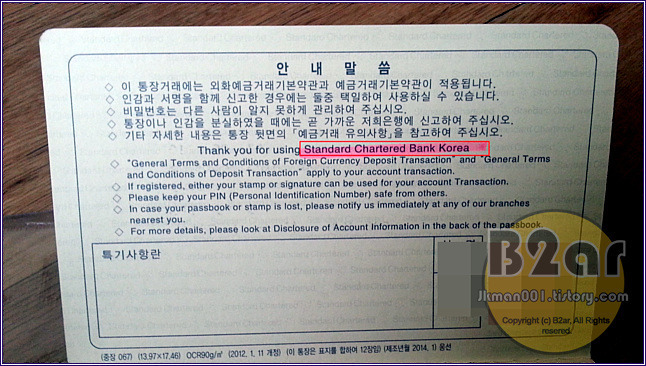 안 내 말 씀
◇ 이 통장거래에는 외화예금거래기본약관과 예금거래기본약관이 적용됩니다.
◇ 인감과 서명을 함께 신고한 경우에는 둘중 택일하여 사용하실 수 있습니다.
◇ 비밀번호는 다른 사람이 알지 못하게 관리하여 주십시오.
◇ 통장이나 인감을 분실하였을 때에는 곧 가까운 저희은행에 신고하여 주십시오.
◇ 기타 자세한 내용은 통장 뒷면의 「예금거래 유의사항」을 참고하여 주십시오.
Thank you for using Standard Chartered Bank Korea
◇ "General Terms and Conditions of Foreign Currency Deposit Transaction" and "General Terms
and Conditions of Deposit Transaction" apply to your account transaction.
◇ If registered, either your stamp or signature can be used for your account Transaction.
◇ Please keep your PIN (Personal Identification Number) safe from others.
◇ In case your passbook or stamp is lost, please notify us immediately at any of our branches
nearest you.
◇ For more details, please look at Disclosure of Account Information in the back of the passbook.
특기사항란
B2ar
Jkman001.tistory.com
Copyright (c) B2ar, All Rights
resered.
(중장 067) (13.97×17.46) OCR90g/㎡ (2012, 1, 11 개정) (이 통장은 표지를 합하여 12장임) (제조년월 2014, 1) 웅선